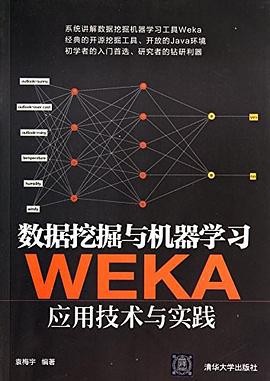 系统讲解数据挖掘机器学习工具Weka
经典的开源挖掘工具、开放的Java环境
初学者的入门首选、研究者的钻研利器
outlook=sunny
outlook=overcast
outlook=rainy
temperature
humidity
windy
数据挖掘与机器学习
WEKA
应用技术与实践
袁梅宇 编著
清华大学出版社